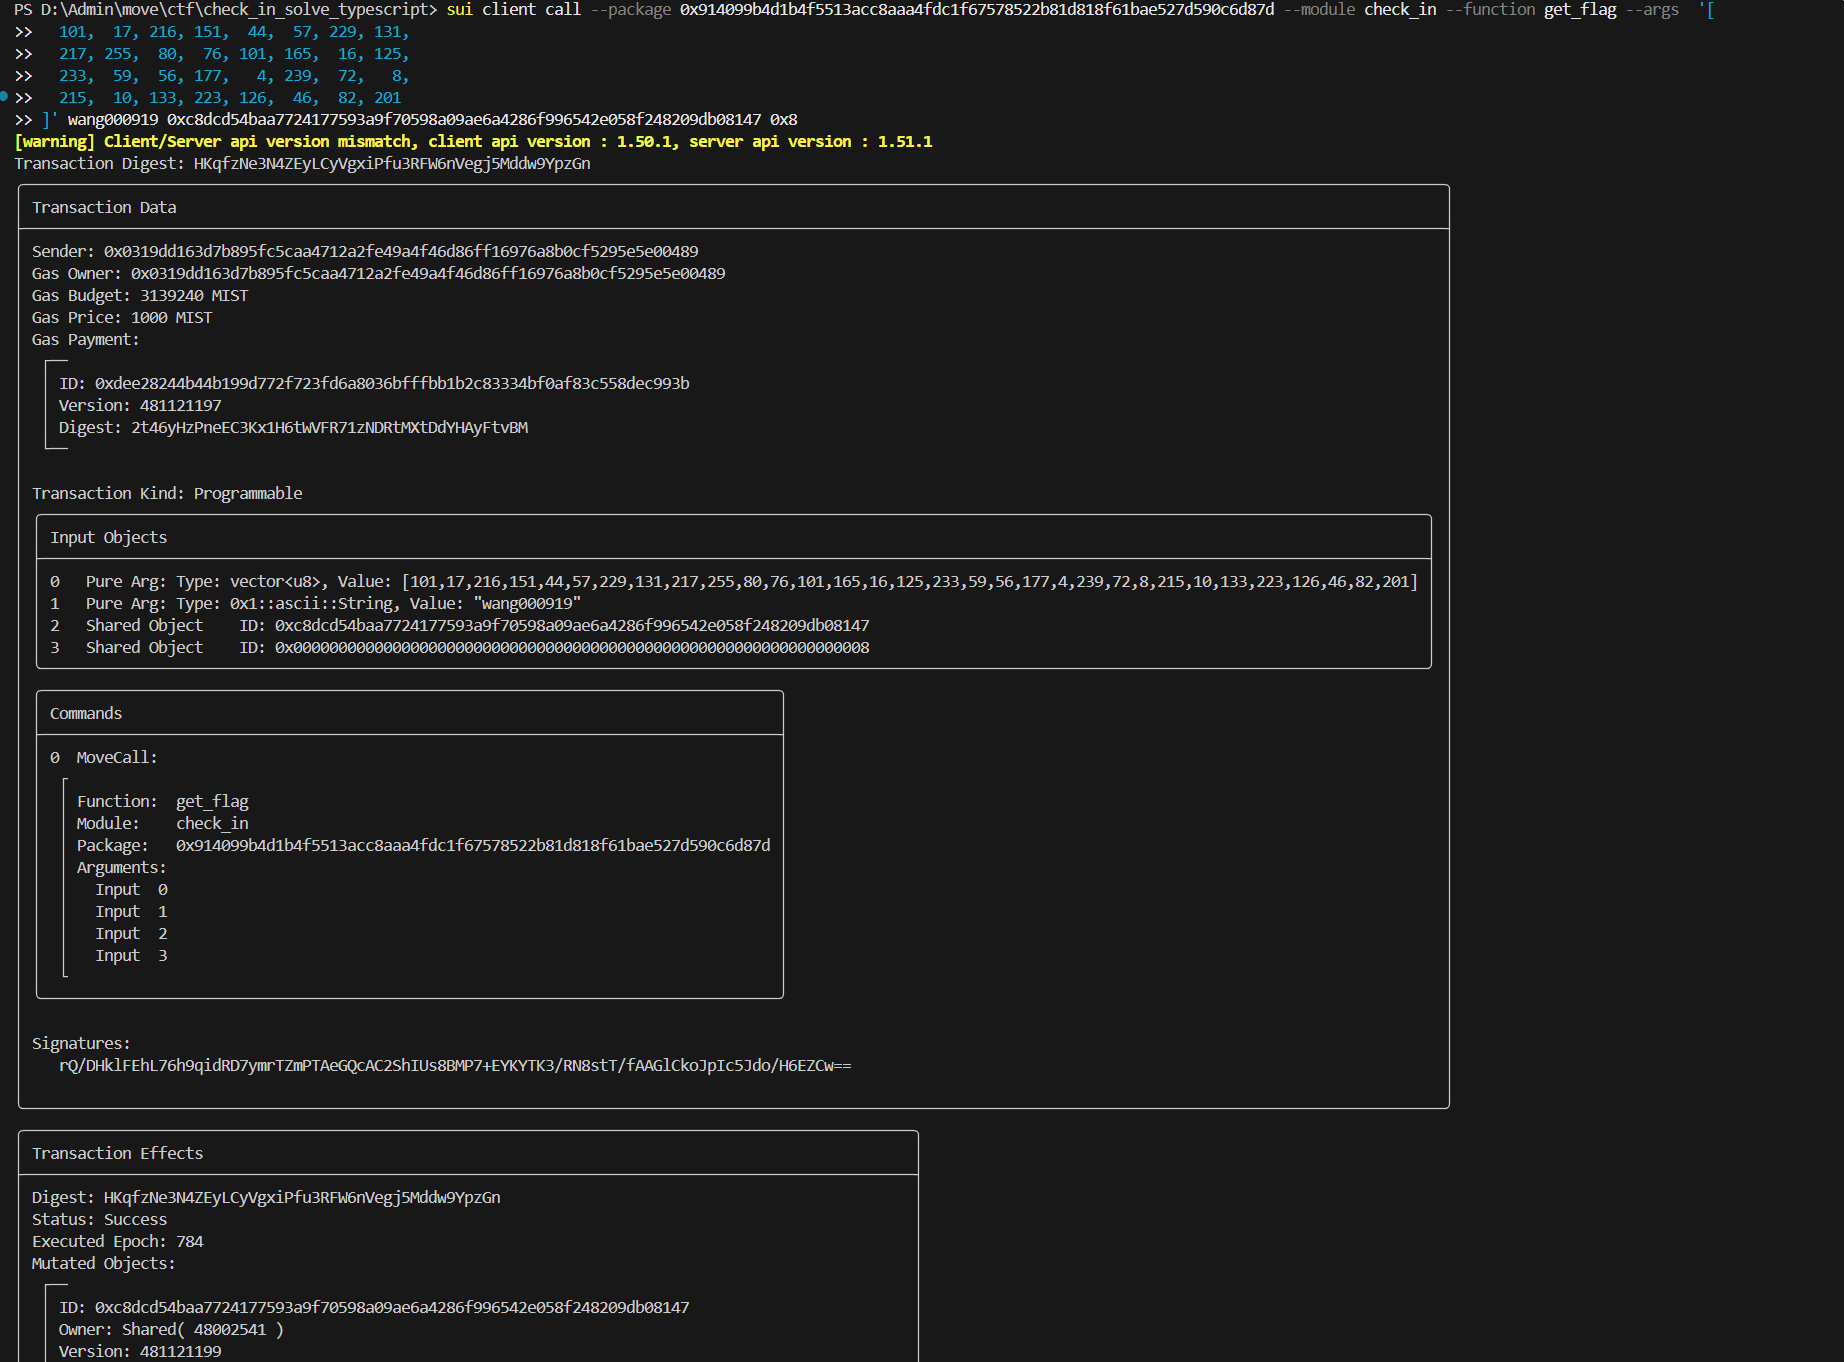 PS D:\Admin\move\ctf\check_in_solve_typescript> sui client call --package 0x914099b4d1b4f5513acc8aaa4fdc1f67578522b81d818f61bae527d590c6d87d --module check_in --function get_flag --args  '[
>>   101,  17, 216, 151,  44,  57, 229, 131,
>>   217, 255,  80,  76, 101, 165,  16, 125,
>>   233,  59,  56, 177,   4, 239,  72,   8,
>>   215,  10, 133, 223, 126,  46,  82, 201
>> ]' wang000919 0xc8dcd54baa7724177593a9f70598a09ae6a4286f996542e058f248209db08147 0x8
[warning] Client/Server api version mismatch, client api version : 1.50.1, server api version : 1.51.1
Transaction Digest: HKqfzNe3N4ZEyLCyVgxiPfu3RFW6nVegj5Mddw9YpzGn
Transaction Data
Sender: 0x0319dd163d7b895fc5caa4712a2fe49a4f46d86ff16976a8b0cf5295e5e00489
Gas Owner: 0x0319dd163d7b895fc5caa4712a2fe49a4f46d86ff16976a8b0cf5295e5e00489
Gas Budget: 3139240 MIST
Gas Price: 1000 MIST
Gas Payment:
ID: 0xdee28244b44b199d772f723fd6a8036bfffbb1b2c83334bf0af83c558dec993b
Version: 481121197
Digest: 2t46yHzPneEC3Kx1H6tWVFR71zNDRtMXtDdYHAyFtvBM
Transaction Kind: Programmable
Input Objects
0   Pure Arg: Type: vector<u8>, Value: [101,17,216,151,44,57,229,131,217,255,80,76,101,165,16,125,233,59,56,177,4,239,72,8,215,10,133,223,126,46,82,201]
1   Pure Arg: Type: 0x1::ascii::String, Value: "wang000919"
2   Shared Object    ID: 0xc8dcd54baa7724177593a9f70598a09ae6a4286f996542e058f248209db08147
3   Shared Object    ID: 0x0000000000000000000000000000000000000000000000000000000000000008
Commands
0  MoveCall:
Function:  get_flag
Module:    check_in
Package:   0x914099b4d1b4f5513acc8aaa4fdc1f67578522b81d818f61bae527d590c6d87d
Arguments:
Input  0
Input  1
Input  2
Input  3
Signatures:
rQ/DHklFEhL76h9qidRD7ymrTZmPTAeGQcAC2ShIUs8BMP7+EYKYTK3/RN8stT/fAAGlCkoJpIc5Jdo/H6EZCw==
Transaction Effects
Digest: HKqfzNe3N4ZEyLCyVgxiPfu3RFW6nVegj5Mddw9YpzGn
Status: Success
Executed Epoch: 784
Mutated Objects:
ID: 0xc8dcd54baa7724177593a9f70598a09ae6a4286f996542e058f248209db08147
Owner: Shared( 48002541 )
Version: 481121199